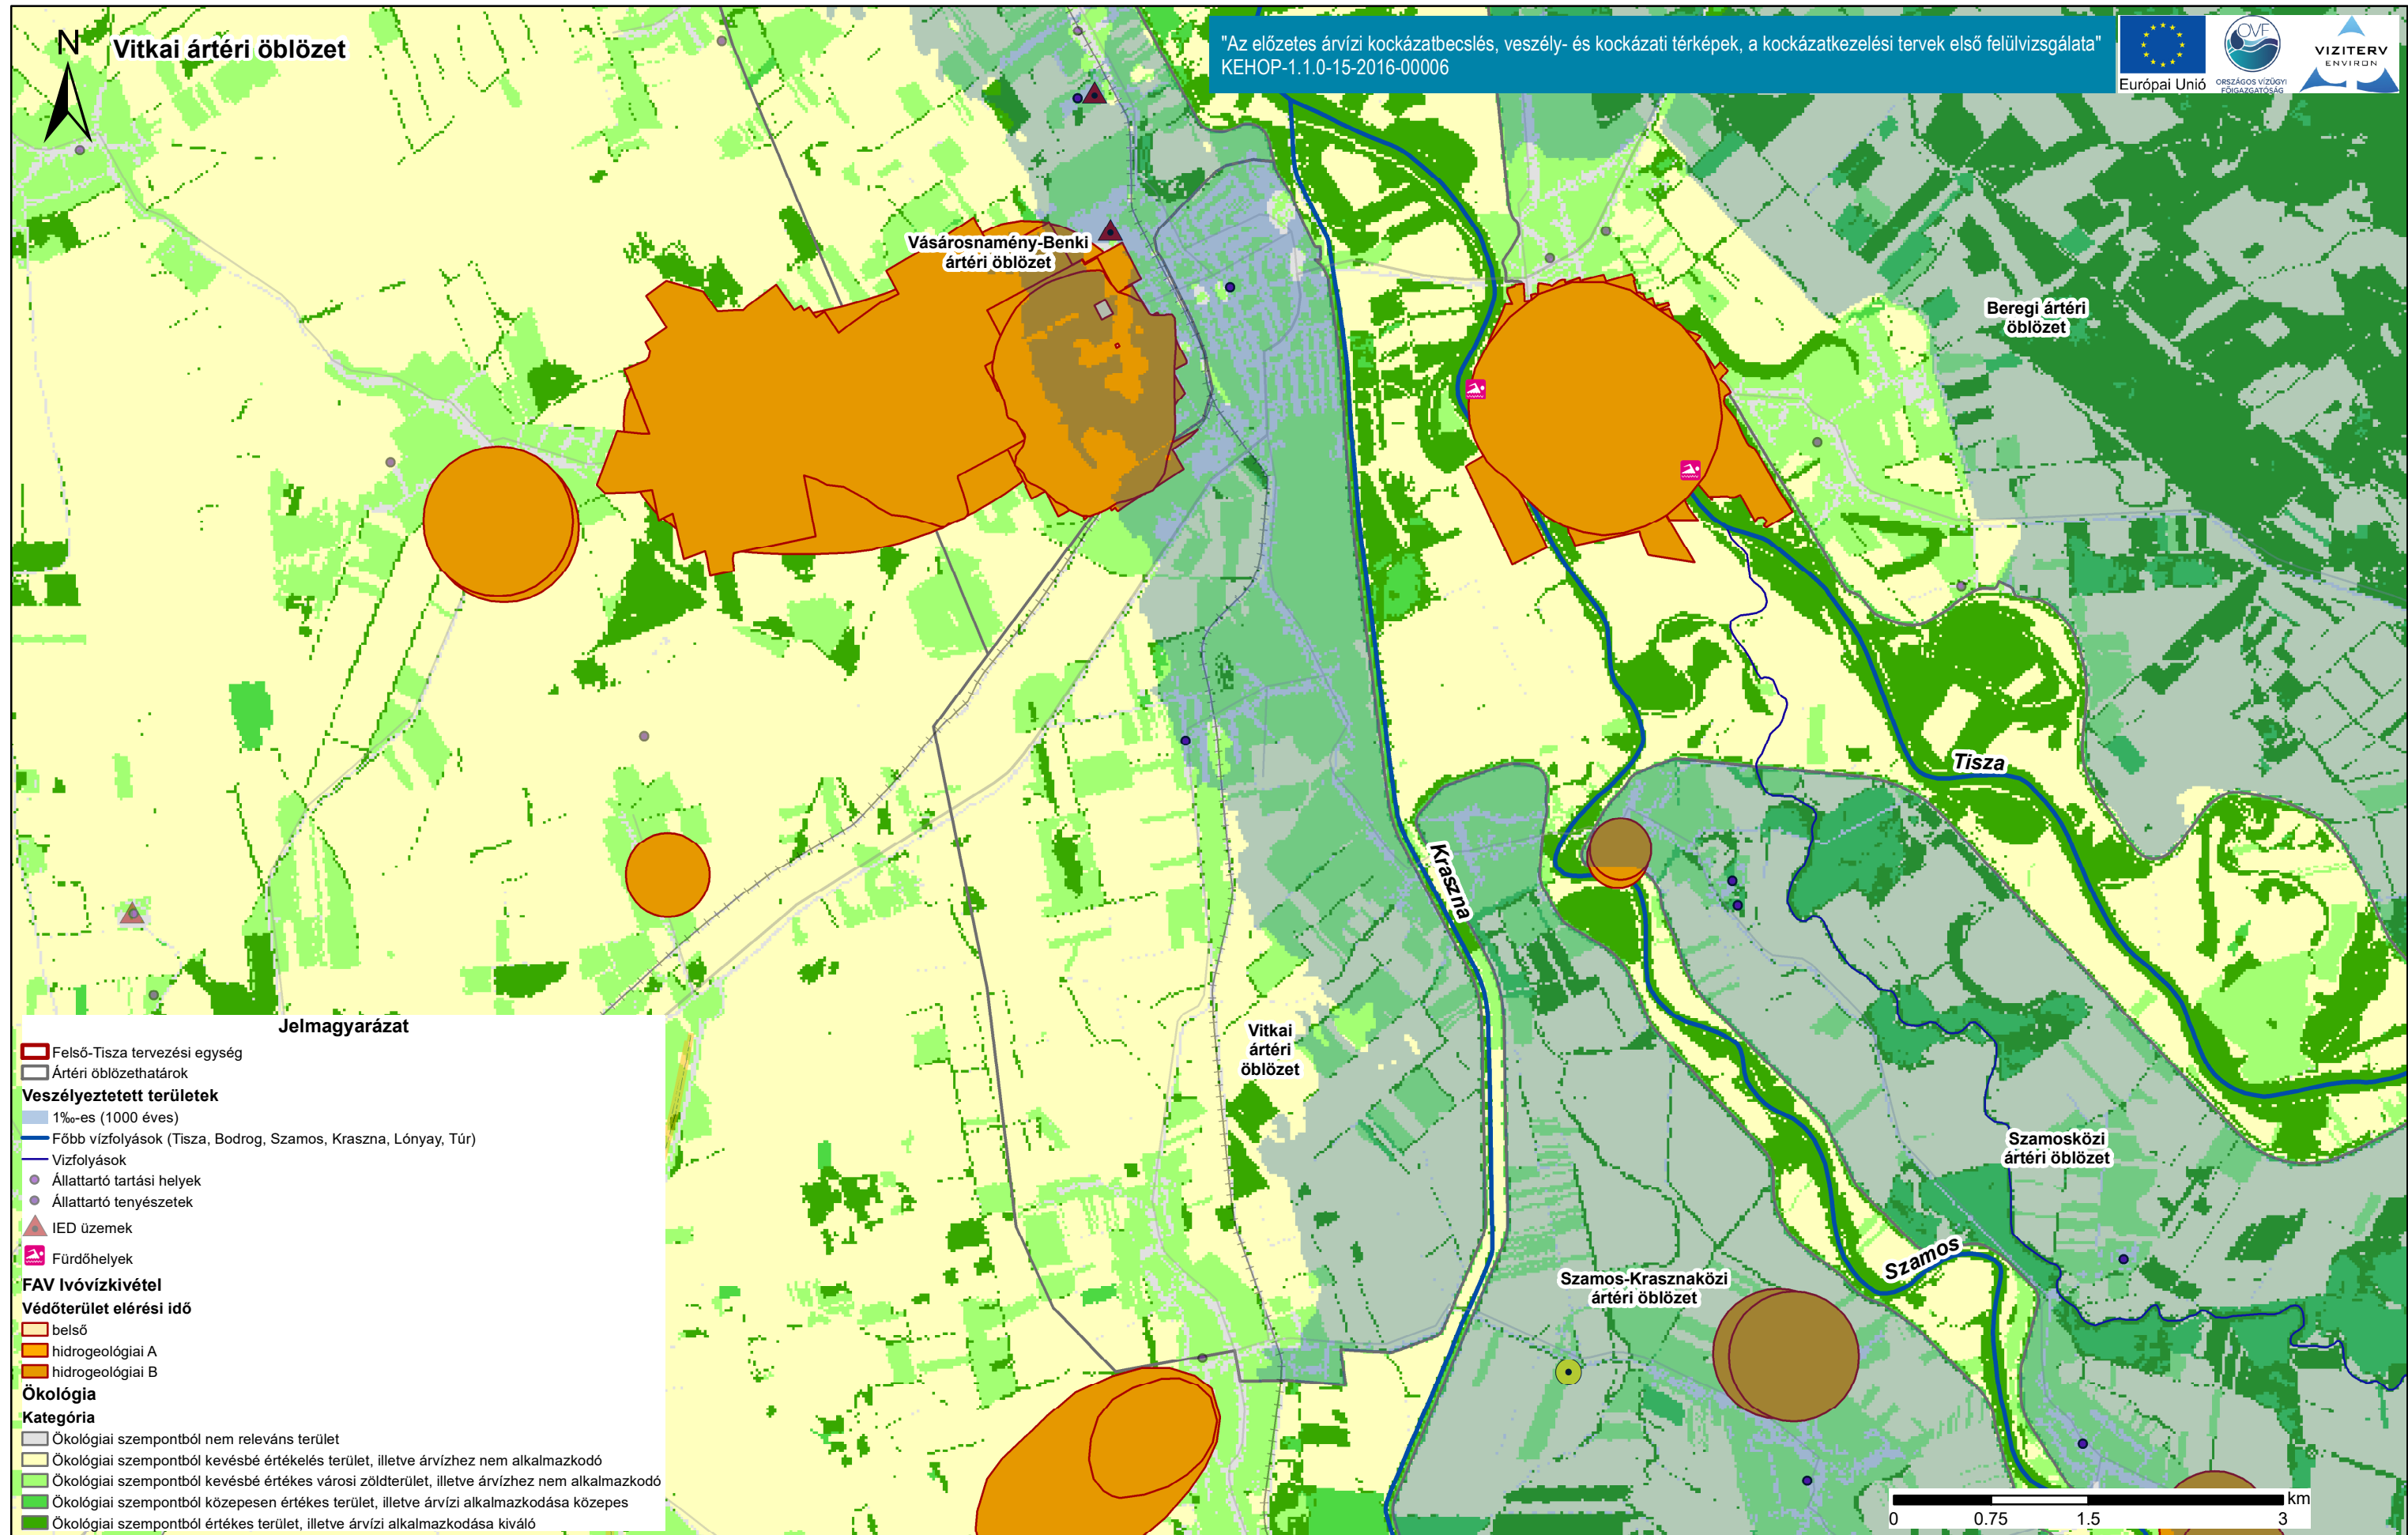 N
Vitkai ártéri öblözet
"Az előzetes árvízi kockázatbecslés, veszély- és kockázati térképek, a kockázatkezelési tervek első felülvizsgálata"
KEHOP-1.1.0-15-2016-00006
Európai Unió
OVF
ORSZÁGOS VÍZÜGYI
FŐIGAZGATÓSÁG
VIZITERV
ENVIRON
Vásárosnamény-Benki
ártéri öblözet
Beregi ártéri
öblözet
Tisza
Kraszna
Vitkai
ártéri
öblözet
Szamosközi
ártéri öblözet
Szamos
Szamos-Krasznaközi
ártéri öblözet
Jelmagyarázat
Felső-Tisza tervezési egység
Ártéri öblözethatárok
Veszélyeztetett területek
1‰-es (1000 éves)
Főbb vízfolyások (Tisza, Bodrog, Szamos, Kraszna, Lónyay, Túr)
Vizfolyások
Állattartó tartási helyek
Állattartó tenyészetek
IED üzemek
Fürdőhelyek
FAV Ivóvízkivétel
Védőterület elérési idő
belső
hidrogeológiai A
hidrogeológiai B
Ökológia
Kategória
Ökológiai szempontból nem releváns terület
Ökológiai szempontból kevésbé értékelés terület, illetve árvízhez nem alkalmazkodó
Ökológiai szempontból kevésbé értékes városi zöldterület, illetve árvízhez nem alkalmazkodó
Ökológiai szempontból közepesen értékes terület, illetve árvízi alkalmazkodása közepes
Ökológiai szempontból értékes terület, illetve árvízi alkalmazkodása kiváló
km
0 0.75 1.5 3